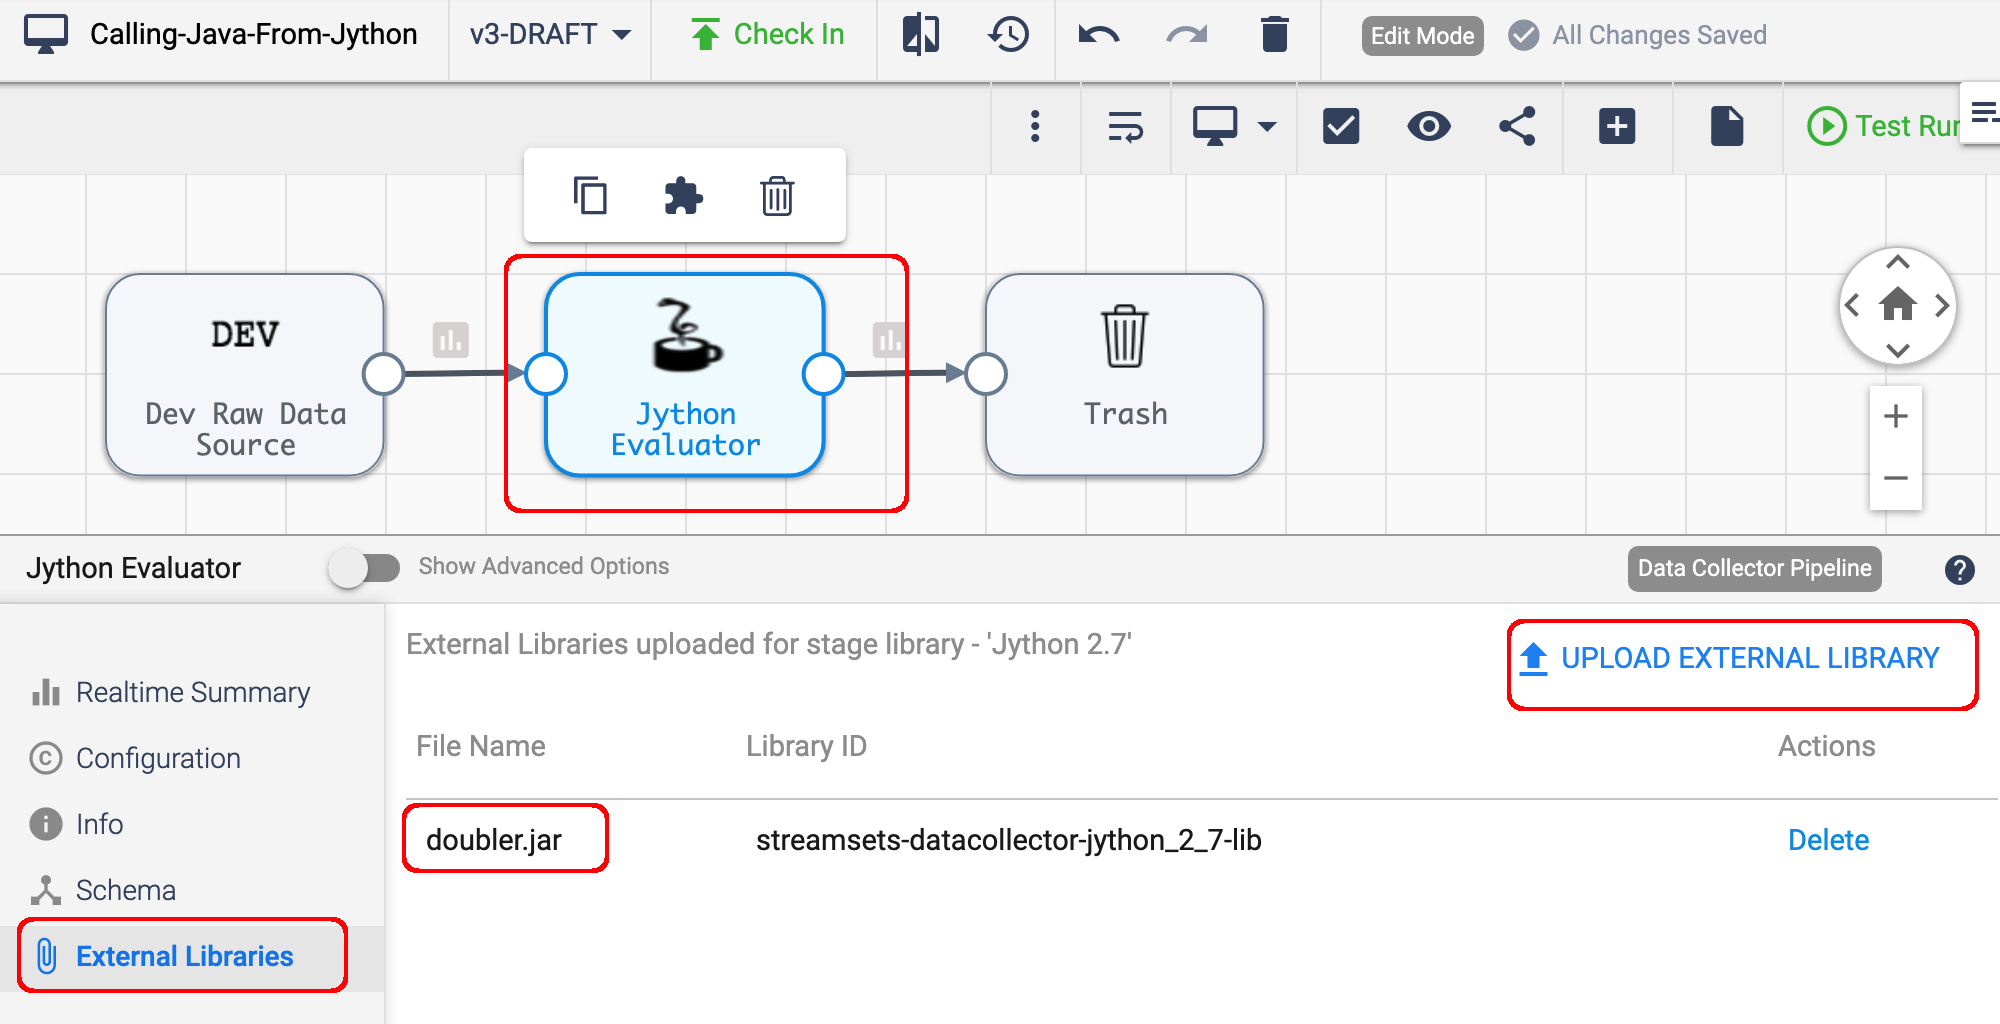 Calling-Java-From-Jython
v3-DRAFT
Check In
Edit Mode
All Changes Saved
Test Run
DEV
Dev Raw Data
Source
Jython
Evaluator
Trash
Jython Evaluator
Show Advanced Options
Data Collector Pipeline
?
Realtime Summary
Configuration
Info
Schema
External Libraries
External Libraries uploaded for stage library - 'Jython 2.7'
UPLOAD EXTERNAL LIBRARY
File Name
Library ID
Actions
doubler.jar
streamsets-datacollector-jython_2_7-lib
Delete